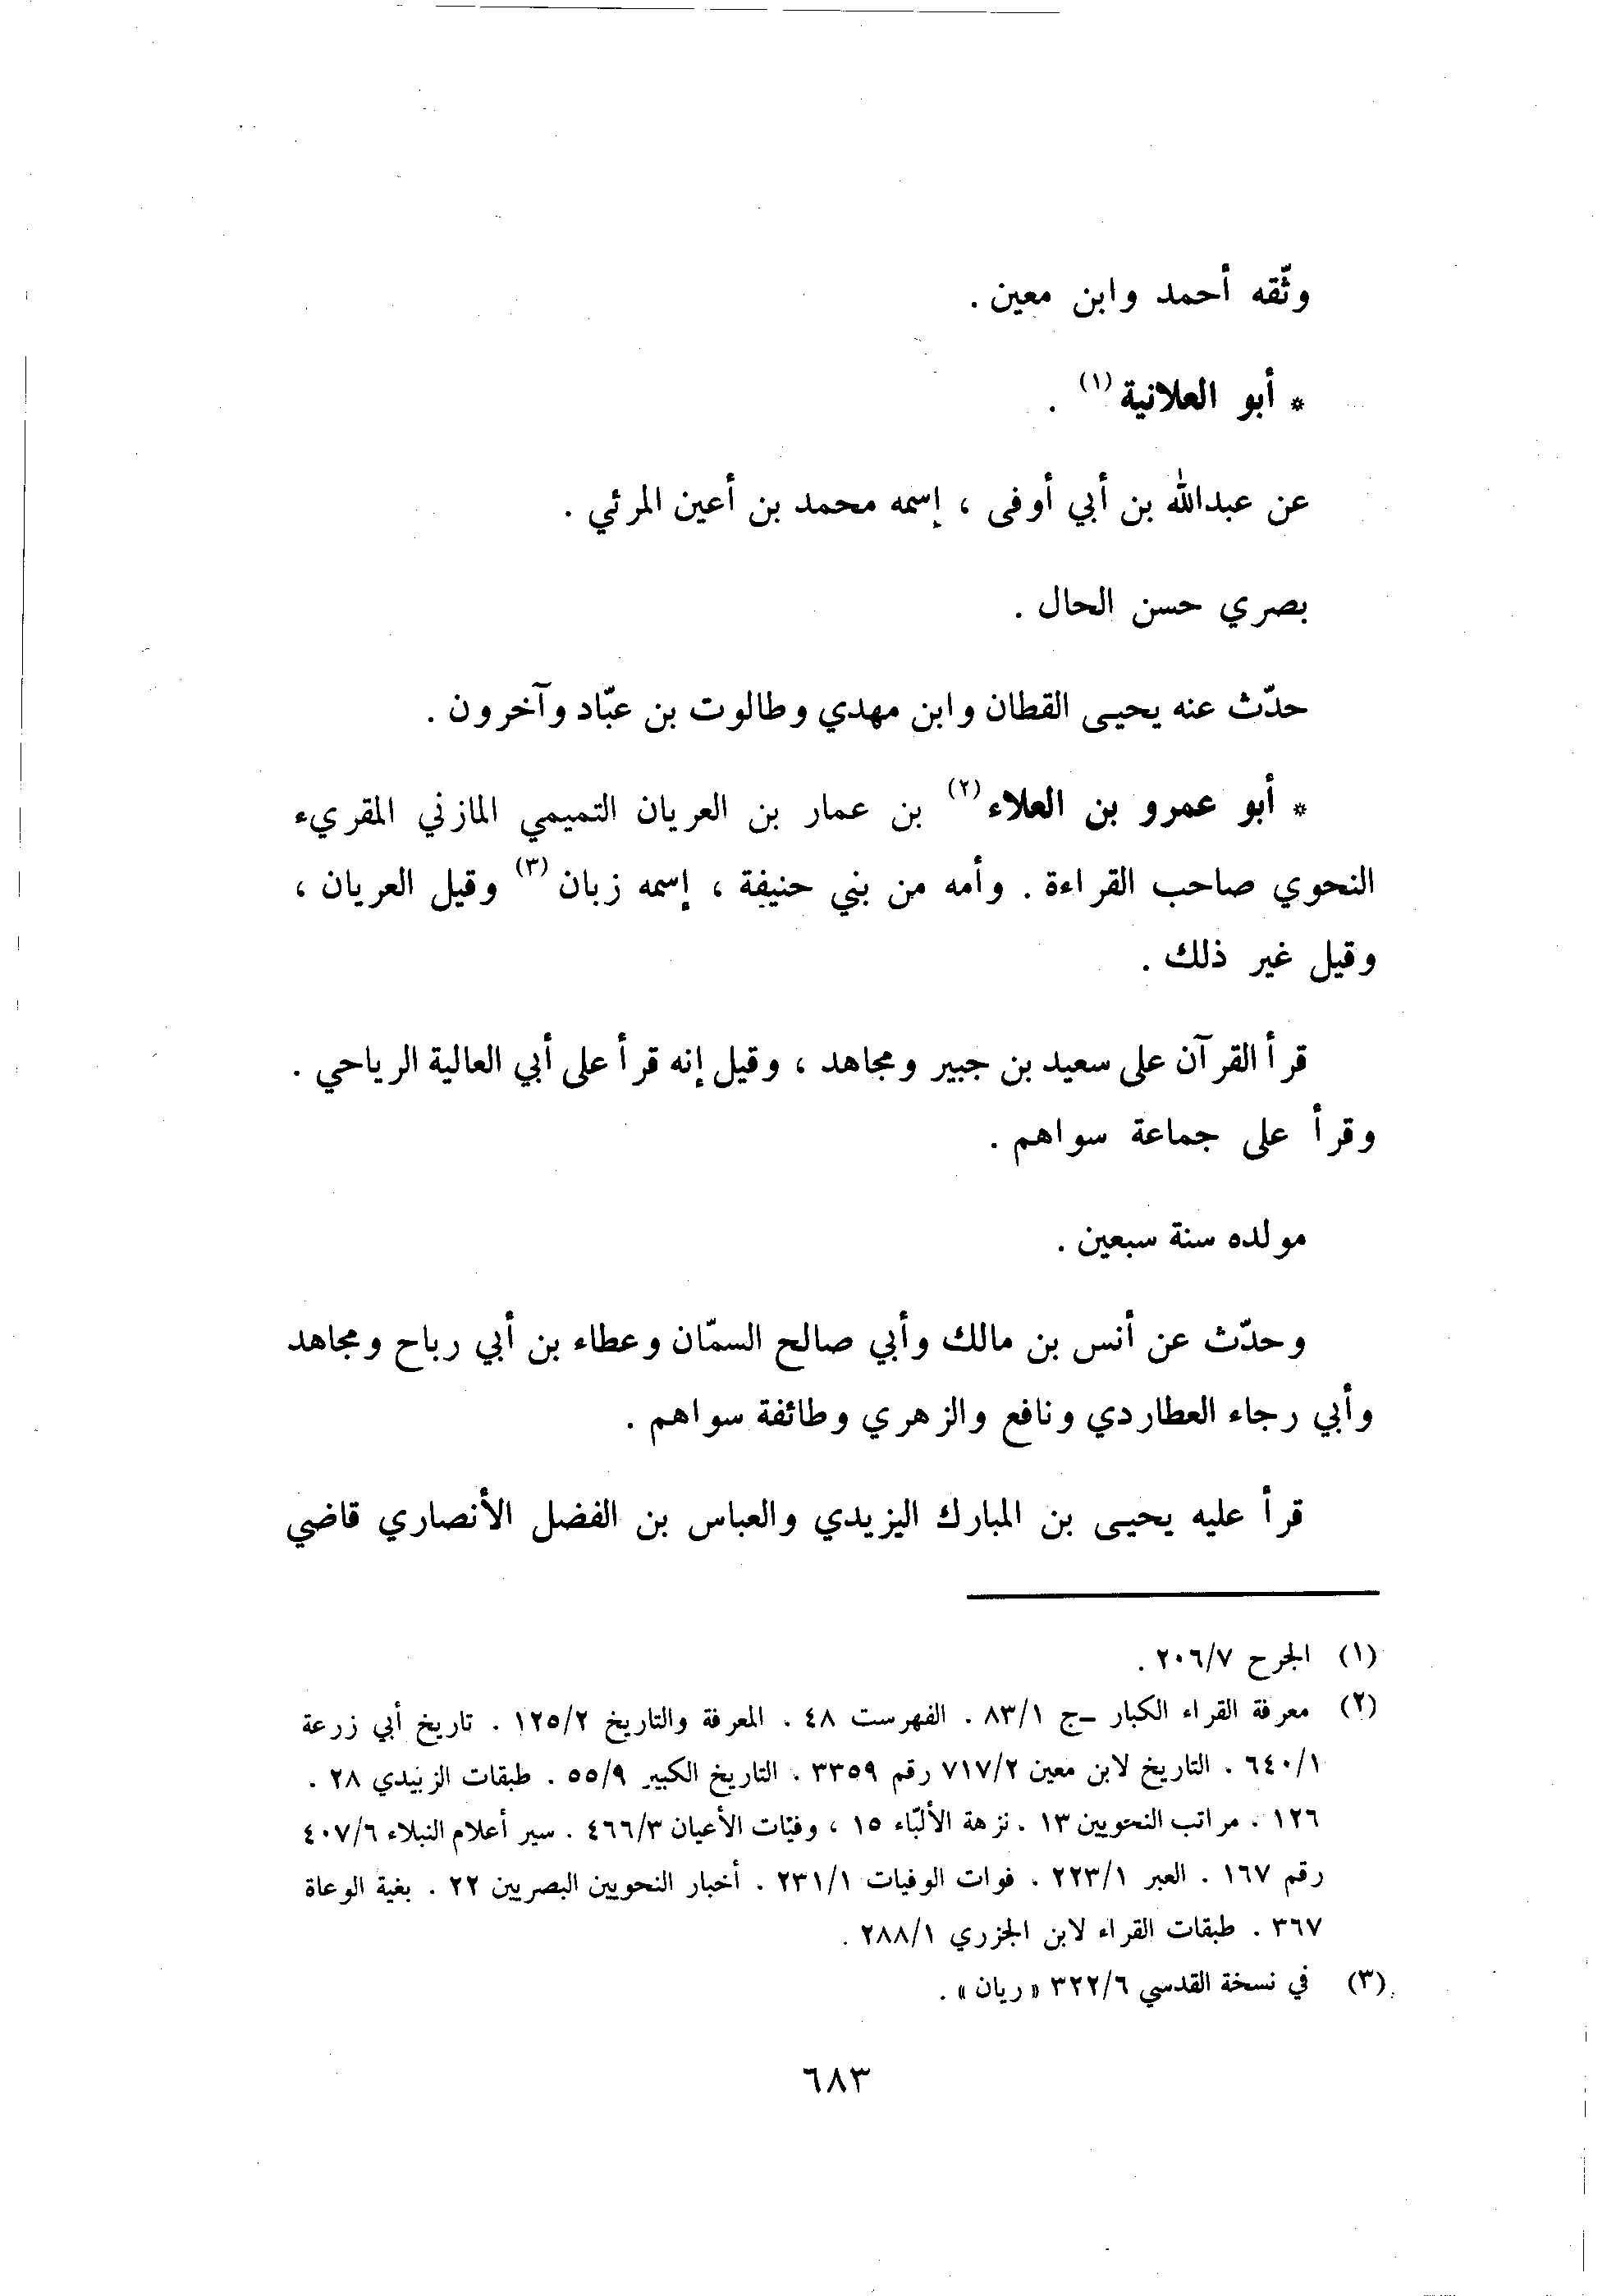 وثّقه أحمد وابن معين .
* أبو العلانية (١) .
عن عبدالله بن أبي أوفى ، إسمه محمد بن أعين المرئي .
بصري حسن الحال .
حدّث عنه يحيى القطان وابن مهدي وطالوت بن عبّاد وآخرون .
* أبو عمرو بن العلاء (٢) بن عمار بن العريان التميمي المازني المقريء
النحوي صاحب القراءة . وأمه من بني حنيفة ، إسمه زبان (٣) وقيل العريان ،
وقيل غير ذلك .
قرأ القرآن على سعيد بن جبير ومجاهد ، وقيل إنه قرأ على أبي العالية الرياحي .
وقرأ على جماعة سواهم .
مولده سنة سبعين .
وحدّث عن أنس بن مالك وأبي صالح السمّان وعطاء بن أبي رباح ومجاهد
وأبي رجاء العطاردي ونافع والزهري وطائفة سواهم .
قرأ عليه يحيى بن المبارك اليزيدي والعباس بن الفضل الأنصاري قاضي
(١) الجرح ٢٠٦/٧ .
(٢) معرفة القراء الكبار -ج ٨٣/١ . الفهرست ٤٨ . المعرفة والتاريخ ١٢٥/٢ . تاريخ أبي زرعة
٦٤٠/١ . التاريخ لابن معين ٧١٧/٢ رقم ٣٣٥٩ . التاريخ الكبير ٥٥/٩ . طبقات الزبيدي ٢٨ .
١٢٦ . مراتب النحويين ١٣ . نزهة الألبّاء ١٥ ، وفيّات الأعيان ٤٦٦/٣ . سير أعلام النبلاء ٤٠٧/٦
رقم ١٦٧ . العبر ٢٢٣/١ . فوات الوفيات ٢٣١/١ . أخبار النحويين البصريين ٢٢ . بغية الوعاة
٣٦٧ . طبقات القراء لابن الجزري ٢٨٨/١ .
(٣) في نسخة القدسي ٣٢٢/٦ « ريان » .
٦٨٣